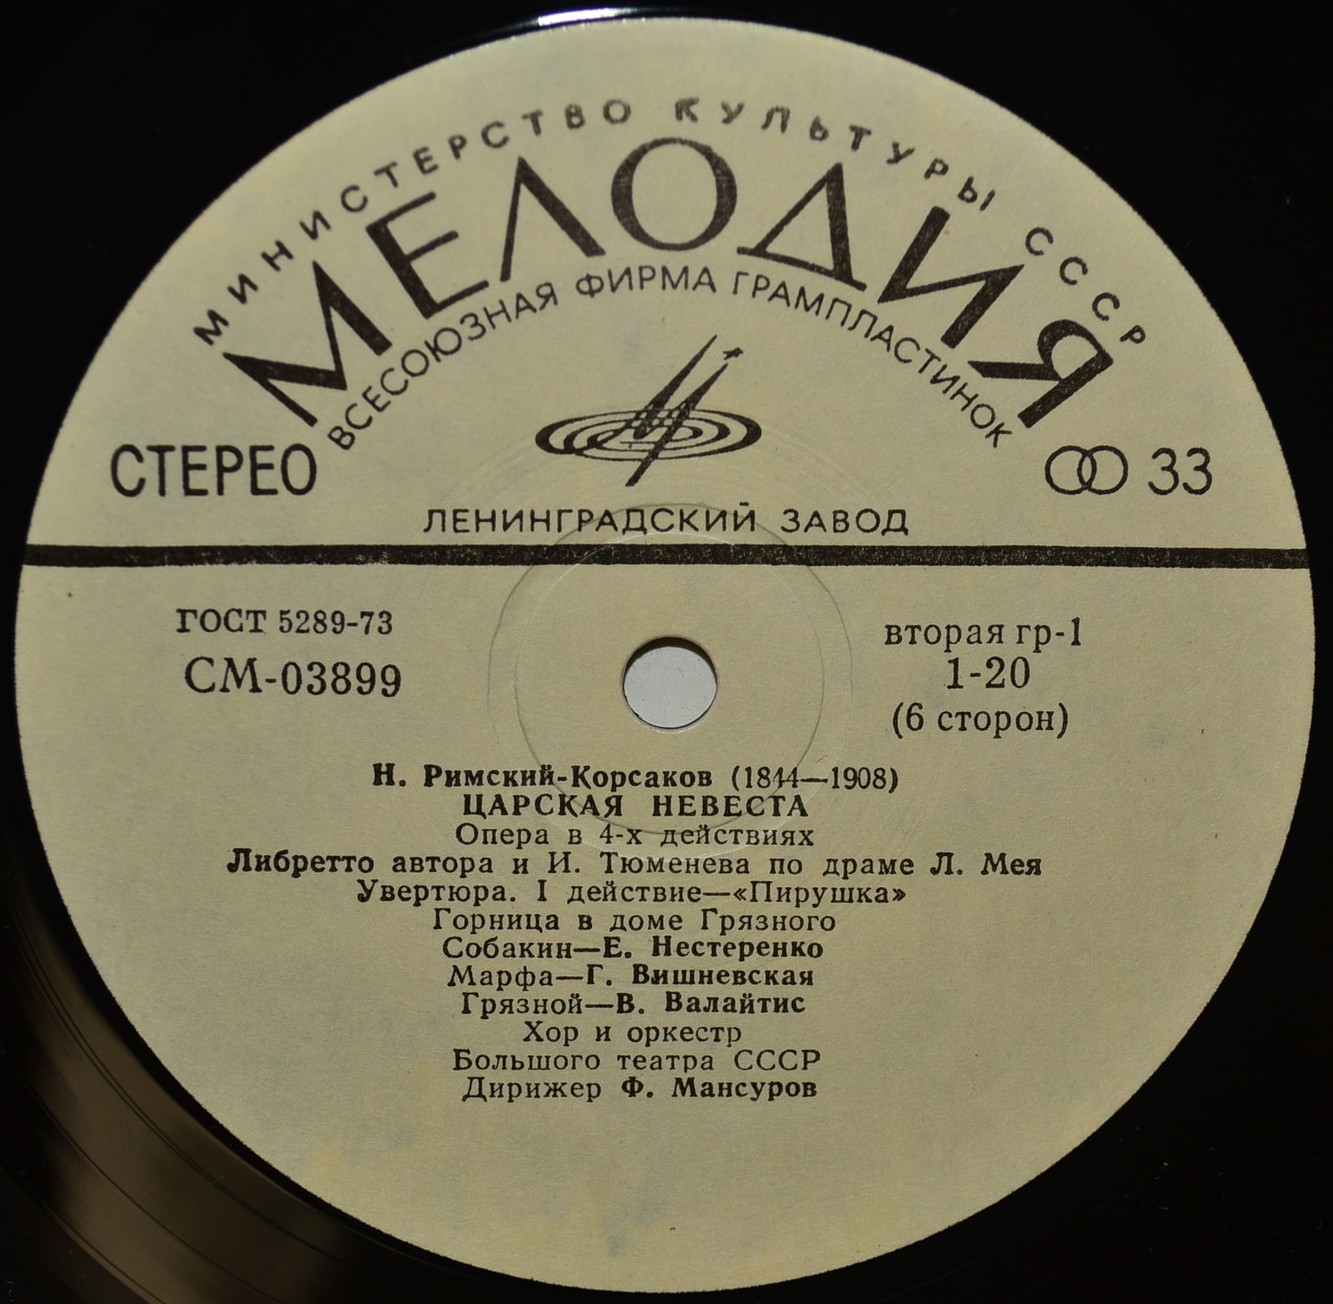 МИНИСТЕРСТВО КУЛЬТУРЫ СССР
МЕЛОДИЯ
ВСЕСОЮЗНАЯ ФИРМА ГРАМПЛАСТИНОК
СТЕРЕО
33
ЛЕНИНГРАДСКИЙ ЗАВОД
ГОСТ 5289-73
СМ-03899
вторая гр-1
1-20
(6 сторон)
Н. Римский-Корсаков (1844—1908)
ЦАРСКАЯ НЕВЕСТА
Опера в 4-х действиях
Либретто автора и И. Тюменева по драме Л. Мея
Увертюра. I действие—«Пирушка»
Горница в доме Грязного
Собакин—Е. Нестеренко
Марфа—Г. Вишневская
Грязной—В. Валайтис
Хор и оркестр
Большого театра СССР
Дирижер Ф. Мансуров